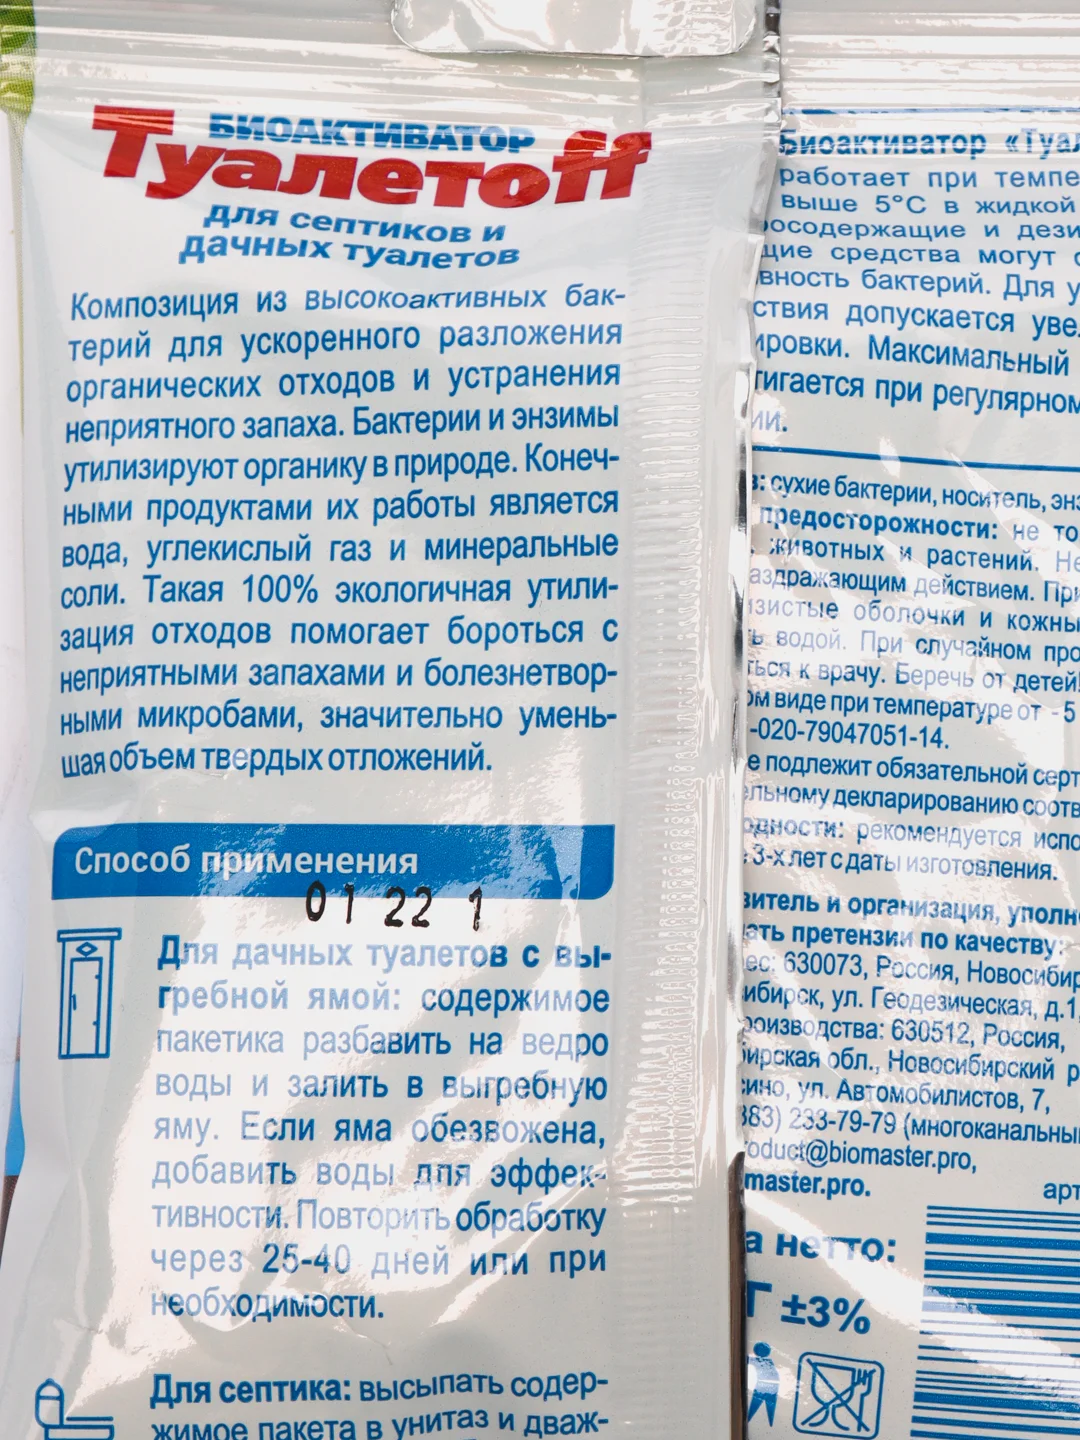 БИОАКТИВАТОР
Туалетоff
для септиков и
дачных туалетов
Композиция из высокоактивных бак-
терий для ускоренного разложения
органических отходов и устранения
неприятного запаха. Бактерии и энзимы
утилизируют органику в природе. Конеч-
ными продуктами их работы является
вода, углекислый газ и минеральные
соли. Такая 100% экологичная утили-
зация отходов помогает бороться с
неприятными запахами и болезнетвор-
ными микробами, значительно умень-
шая объем твердых отложений.
Способ применения
01 22 1
Для дачных туалетов с вы-
гребной ямой: содержимое
пакетика разбавить на ведро
воды и залить в выгребную
яму. Если яма обезвожена,
добавить воды для эффек-
тивности. Повторить обработку
через 25-40 дней или при
необходимости.
Для септика: высыпать содер-
жимое пакета в унитаз и дваж-
Биоактиватор «Туал
работает при темпе
выше 5°С в жидкой
росодержащие и дези
щие средства могут
вность бактерий. Для у
ствия допускается уве
ировки. Максимальный
тигается при регулярном
ии.
в: сухие бактерии, носитель, энз
предосторожности: не то
животных и растений. Не
аздражающим действием. При
изистые оболочки и кожны
ь водой. При случайном про
ться к врачу. Беречь от детей!
ом виде при температуре от -5
-020-79047051-14.
е подлежит обязательной серт
ельному декларированию соотв
одности: рекомендуется испо
3-х лет с даты изготовления.
витель и организация, уполн
ать претензии по качеству:
ес: 630073, Россия, Новосибир
ибирск, ул. Геодезическая, д.1
роизводства: 630512, Россия,
ирская обл., Новосибирский р
сино, ул. Автомобилистов, 7,
383) 233-79-79 (многоканальны
oduct@biomaster.pro,
master.pro.
арт
а нетто:
Г ±3%